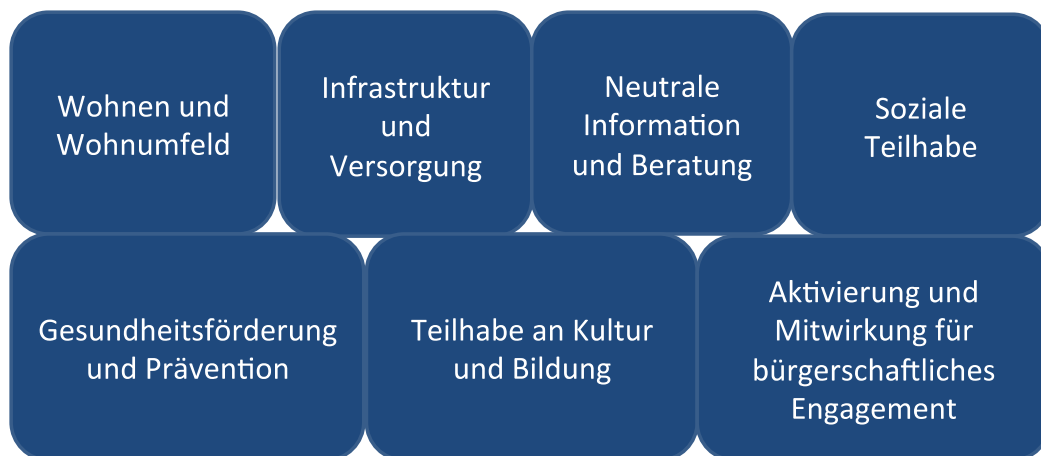 Wohnen und
Wohnumfeld
Infrastruktur
und
Versorgung
Neutrale
Information
und Beratung
Soziale
Teilhabe
Gesundheitsförderung
und Prävention
Teilhabe an Kultur
und Bildung
Aktivierung und
Mitwirkung für
bürgerschaftliches
Engagement